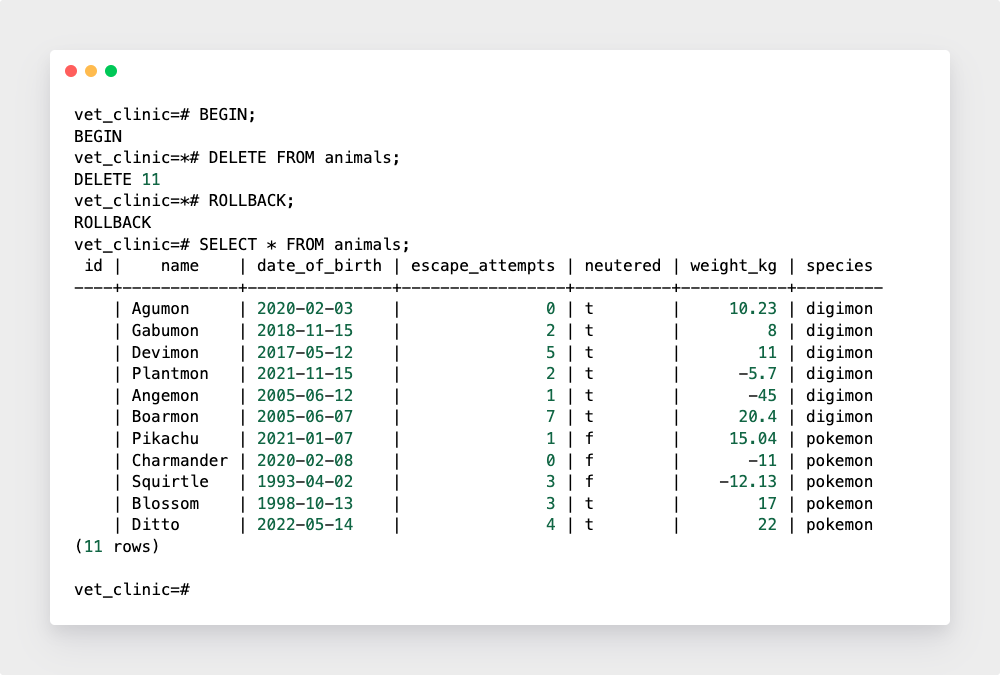 vet_clinic=# BEGIN;
BEGIN
vet_clinic=*# DELETE FROM animals;
DELETE 11
vet_clinic=*# ROLLBACK;
ROLLBACK
vet_clinic=# SELECT * FROM animals;
 id |    name    | date_of_birth | escape_attempts | neutered | weight_kg | species
----+------------+---------------+-----------------+----------+-----------+---------
    | Agumon     | 2020-02-03    |               0 | t        |     10.23 | digimon
    | Gabumon    | 2018-11-15    |               2 | t        |         8 | digimon
    | Devimon    | 2017-05-12    |               5 | t        |        11 | digimon
    | Plantmon   | 2021-11-15    |               2 | t        |      -5.7 | digimon
    | Angemon    | 2005-06-12    |               1 | t        |       -45 | digimon
    | Boarmon    | 2005-06-07    |               7 | t        |      20.4 | digimon
    | Pikachu    | 2021-01-07    |               1 | f        |     15.04 | pokemon
    | Charmander | 2020-02-08    |               0 | f        |       -11 | pokemon
    | Squirtle   | 1993-04-02    |               3 | f        |    -12.13 | pokemon
    | Blossom    | 1998-10-13    |               3 | t        |        17 | pokemon
    | Ditto      | 2022-05-14    |               4 | t        |        22 | pokemon
(11 rows)

vet_clinic=#